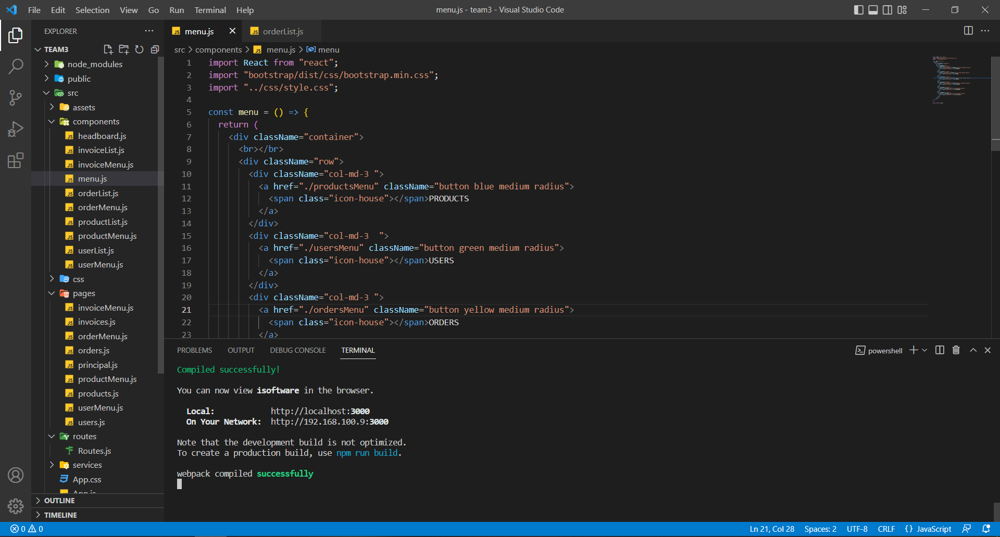 File Edit Selection View Go Run Terminal Help
menu.js - team3 - Visual Studio Code
EXPLORER
TEAM3
node_modules
public
src
assets
components
headboard.js
invoiceList.js
invoiceMenu.js
menu.js
orderList.js
orderMenu.js
productList.js
productMenu.js
userList.js
userMenu.js
css
pages
invoiceMenu.js
invoices.js
orderMenu.js
orders.js
principal.js
productMenu.js
products.js
userMenu.js
users.js
routes
Routes.js
services
App.css
App.js
OUTLINE
TIMELINE
menu.js orderList.js
src > components > JS menu.js > menu
1 import React from "react";
2 import "bootstrap/dist/css/bootstrap.min.css";
3 import "../css/style.css";
4
5 const menu = () => {
6 return (
7 <div className="container">
8 <br></br>
9 <div className="row">
10 <div className="col-md-3 ">
11 <a href="./productsMenu" className="button blue medium radius">
12 <span class="icon-house"></span>PRODUCTS
13 </a>
14 </div>
15 <div className="col-md-3  ">
16 <a href="./usersMenu" className="button green medium radius">
17 <span class="icon-house"></span>USERS
18 </a>
19 </div>
20 <div className="col-md-3 ">
21 <a href="./ordersMenu" className="button yellow medium radius">
22 <span class="icon-house"></span>ORDERS
23 </a>
PROBLEMS OUTPUT DEBUG CONSOLE TERMINAL
powershell
Compiled successfully!
You can now view isoftware in the browser.
Local: http://localhost:3000
On Your Network: http://192.168.100.9:3000
Note that the development build is not optimized.
To create a production build, use npm run build.
webpack compiled successfully
0 0
Ln 21, Col 28 Spaces: 2 UTF-8 CRLF {} JavaScript